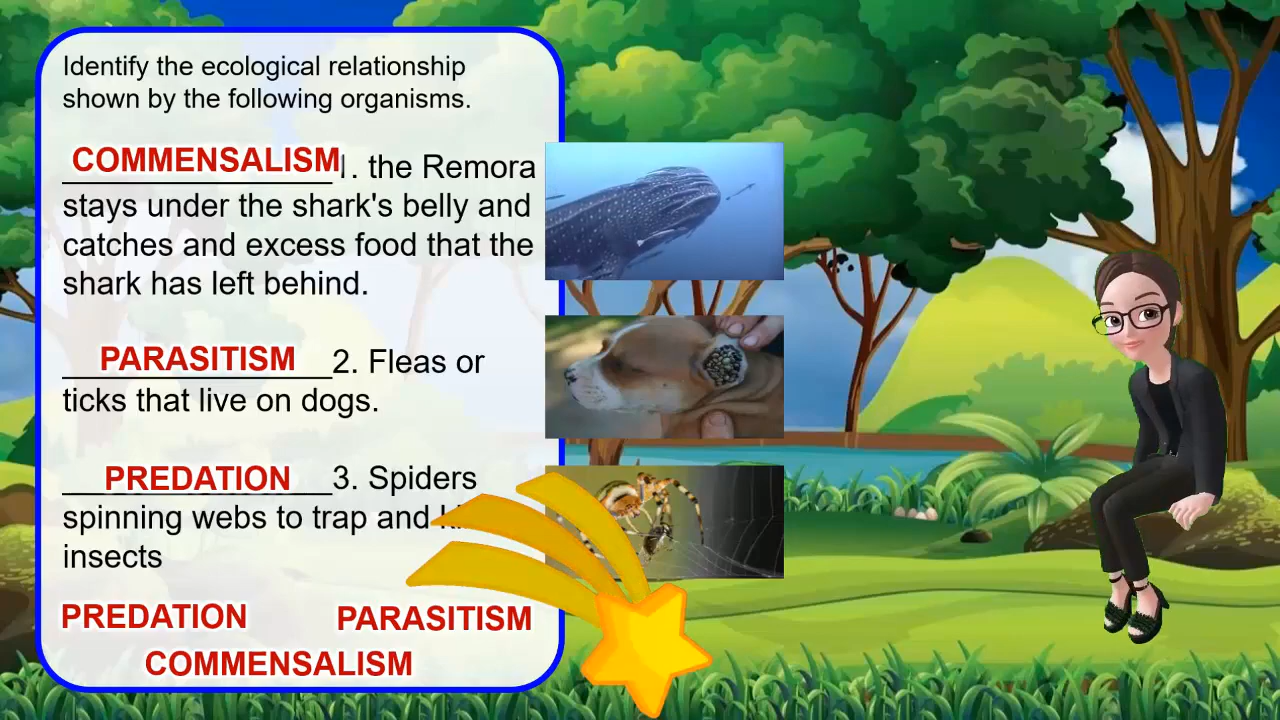 Identify the ecological relationship
shown by the following organisms.
COMMENSALISM 1. the Remora
stays under the shark's belly and
catches and excess food that the
shark has left behind.
PARASITISM 2. Fleas or
ticks that live on dogs.
PREDATION 3. Spiders
spinning webs to trap and
insects
PREDATION PARASITISM
COMMENSALISM